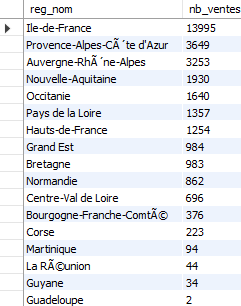 reg_nom nb_ventes
Ile-de-France 13995
Provence-Alpes-CÃ´te d'Azur 3649
Auvergne-RhÃ´ne-Alpes 3253
Nouvelle-Aquitaine 1930
Occitanie 1640
Pays de la Loire 1357
Hauts-de-France 1254
Grand Est 984
Bretagne 983
Normandie 862
Centre-Val de Loire 696
Bourgogne-Franche-ComtÃ© 376
Corse 223
Martinique 94
La RÃ©union 44
Guyane 34
Guadeloupe 2